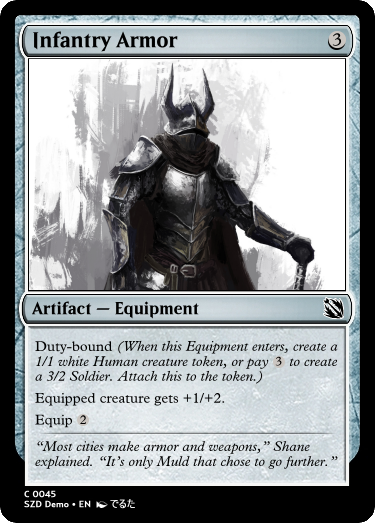 Infantry Armor 3
Artifact — Equipment
Duty-bound (When this Equipment enters, create a
1/1 white Human creature token, or pay 3 to create
a 3/2 Soldier. Attach this to the token.)
Equipped creature gets +1/+2.
Equip 2
“Most cities make armor and weapons,” Shane
explained. “It’s only Muld that chose to go further.”
C 0045
SZD Demo • EN でるた